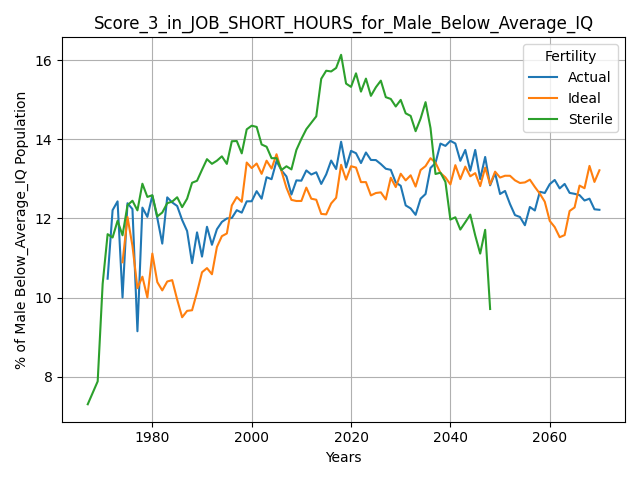 Score_3_in_JOB_SHORT_HOURS_for_Male_Below_Average_IQ
% of Male Below_Average_IQ Population
16
14
12
10
8
Fertility
Actual
Ideal
Sterile
1980
2000
2020
2040
2060
Years